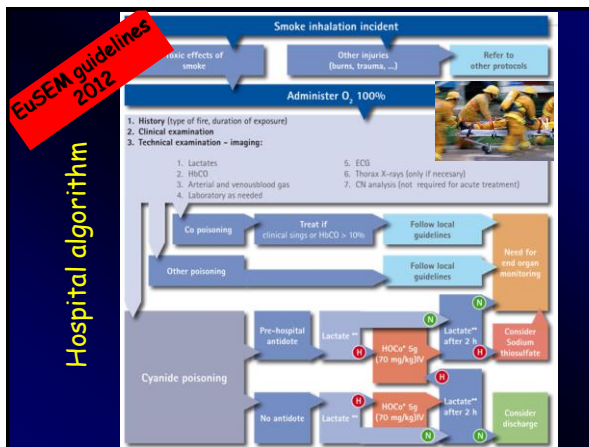 EuSEM guidelines
2012
Hospital algorithm
Smoke inhalation incident
oxic effects of
smoke
Other injuries
(burns, trauma, ...)
Refer to
other protocols
Administer O₂ 100%
1. History (type of fire, duration of exposure)
2. Clinical examination
3. Technical examination – imaging:
1. Lactates
2. HbCO
3. Arterial and venousblood gas
4. Laboratory as needed
5. ECG
6. Thorax X-rays (only if necesary)
7. CN analysis (not required for acute treatment)
Co poisoning
Treat if
clinical sings or HbCO > 10%
Follow local
guidelines
Need for
end organ
monitoring
Other poisoning
Follow local
guidelines
Cyanide poisoning
Pre-hospital
antidote
Lactate **
N
H
HOCo* 5g
(70 mg/kg)IV
Lactate**
after 2 h
N
H
Consider
Sodium
thiosulfate
No antidote
Lactate **
H
N
HOCo* 5g
(70 mg/kg)IV
H
Lactate**
after 2 h
N
Consider
discharge